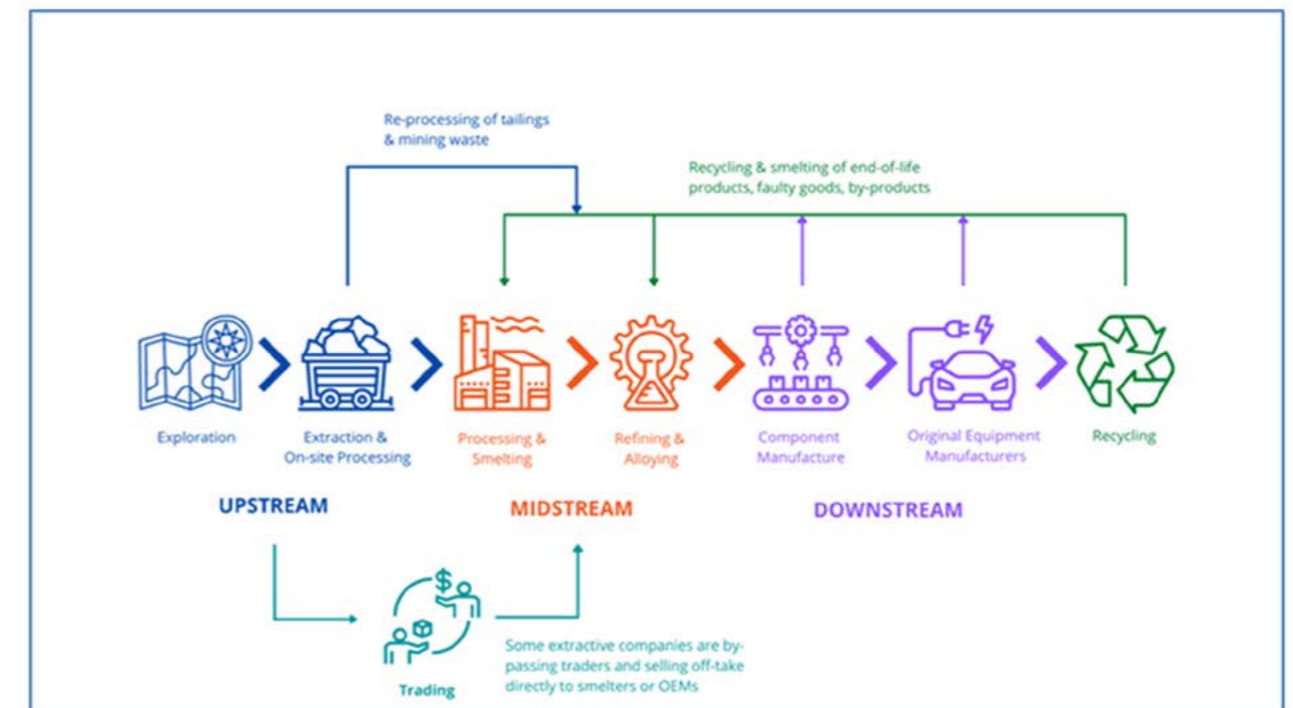 Re-processing of tailings
& mining waste
Recycling & smelting of end-of-life
products, faulty goods, by-products
Exploration
Extraction &
On-site Processing
Processing &
Smelting
Refining &
Alloying
Component
Manufacture
Original Equipment
Manufacturers
Recycling
UPSTREAM
MIDSTREAM
DOWNSTREAM
$
Trading
Some extractive companies are by-
passing traders and selling off-take
directly to smelters or OEMs